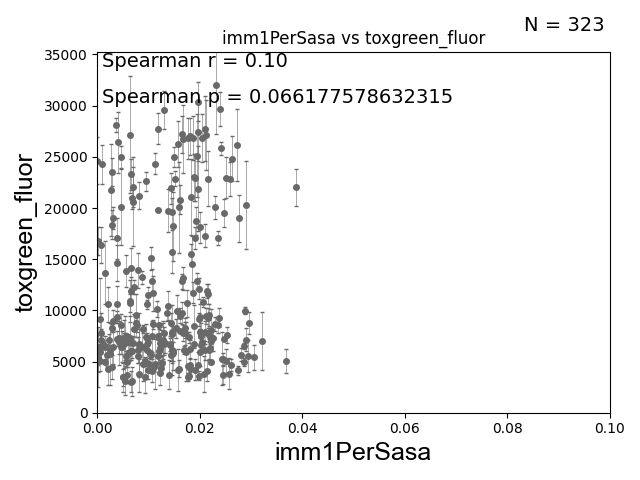 N = 323
imm1PerSasa vs toxgreen_fluor
Spearman r = 0.10
Spearman p = 0.066177578632315
35000
30000
25000
20000
15000
10000
5000
0
toxgreen_fluor
0.00 0.02 0.04 0.06 0.08 0.10
imm1PerSasa